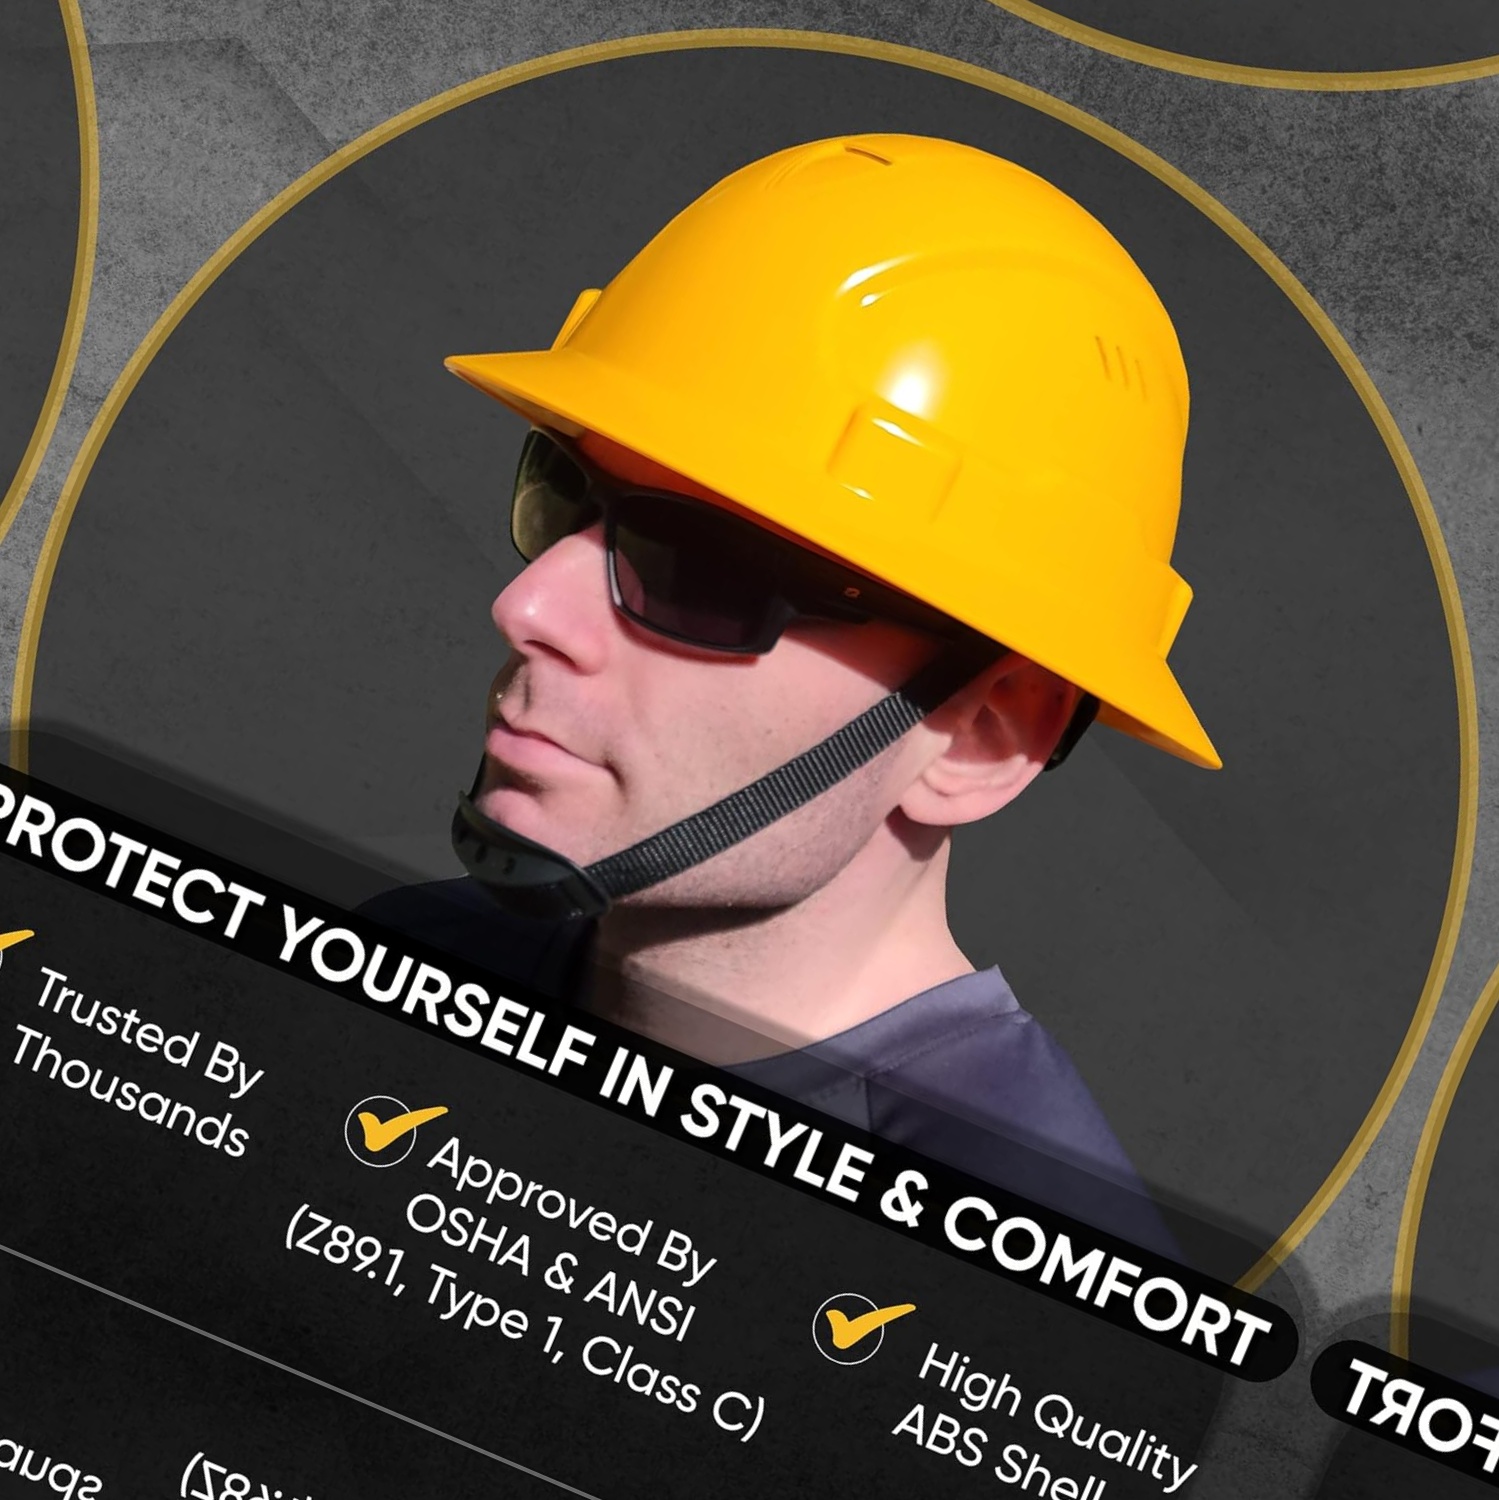 PROTECT YOURSELF IN STYLE & COMFORT
Trusted By
Thousands
Approved By
OSHA & ANSI
(Z89.1, Type 1, Class C)
High Quality
ABS Shell